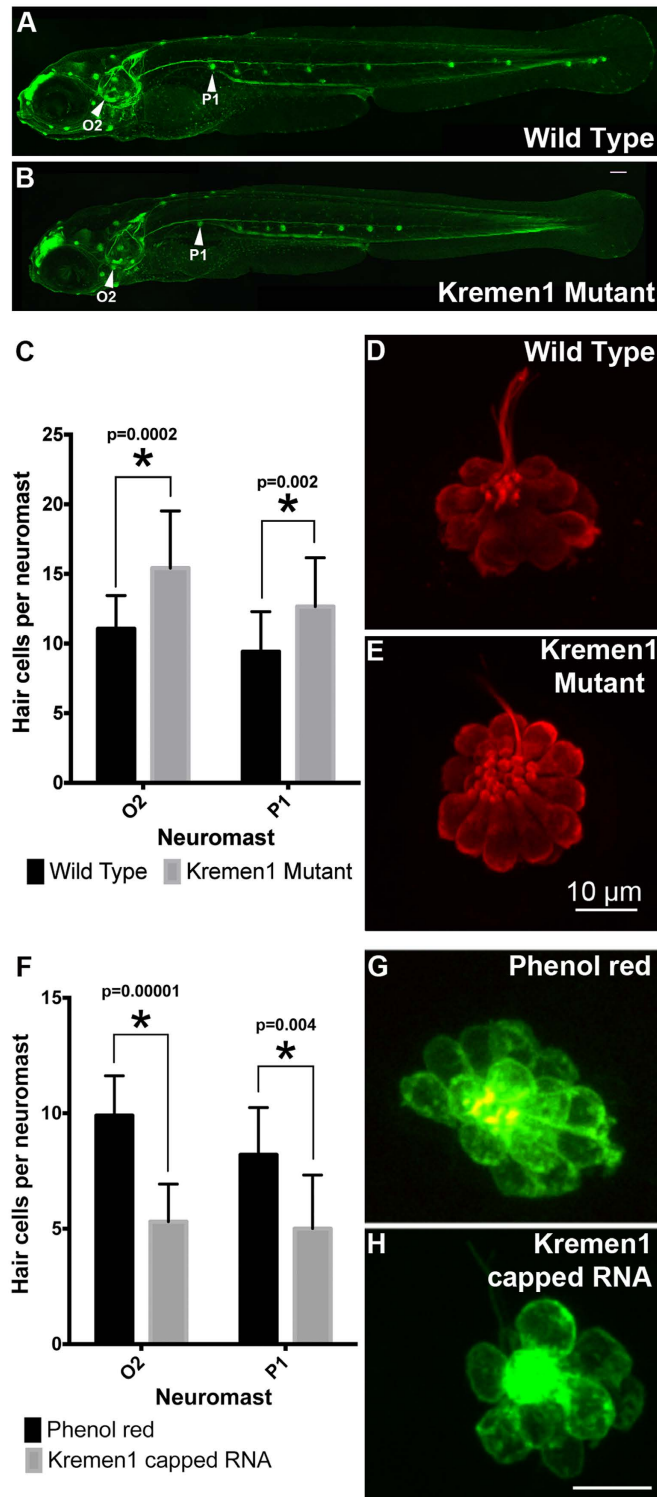 A
O2
P1
Wild Type
B
O2
P1
Kremen1 Mutant
C
Hair cells per neuromast
25
20
15
10
5
0
p=0.0002
*
p=0.002
*
O2
P1
Neuromast
Wild Type
Kremen1 Mutant
D
Wild Type
E
Kremen1
Mutant
10 µm
F
Hair cells per neuromast
15
10
5
0
p=0.00001
*
p=0.004
*
O2
P1
Neuromast
Phenol red
Kremen1 capped RNA
G
Phenol red
H
Kremen1
capped RNA